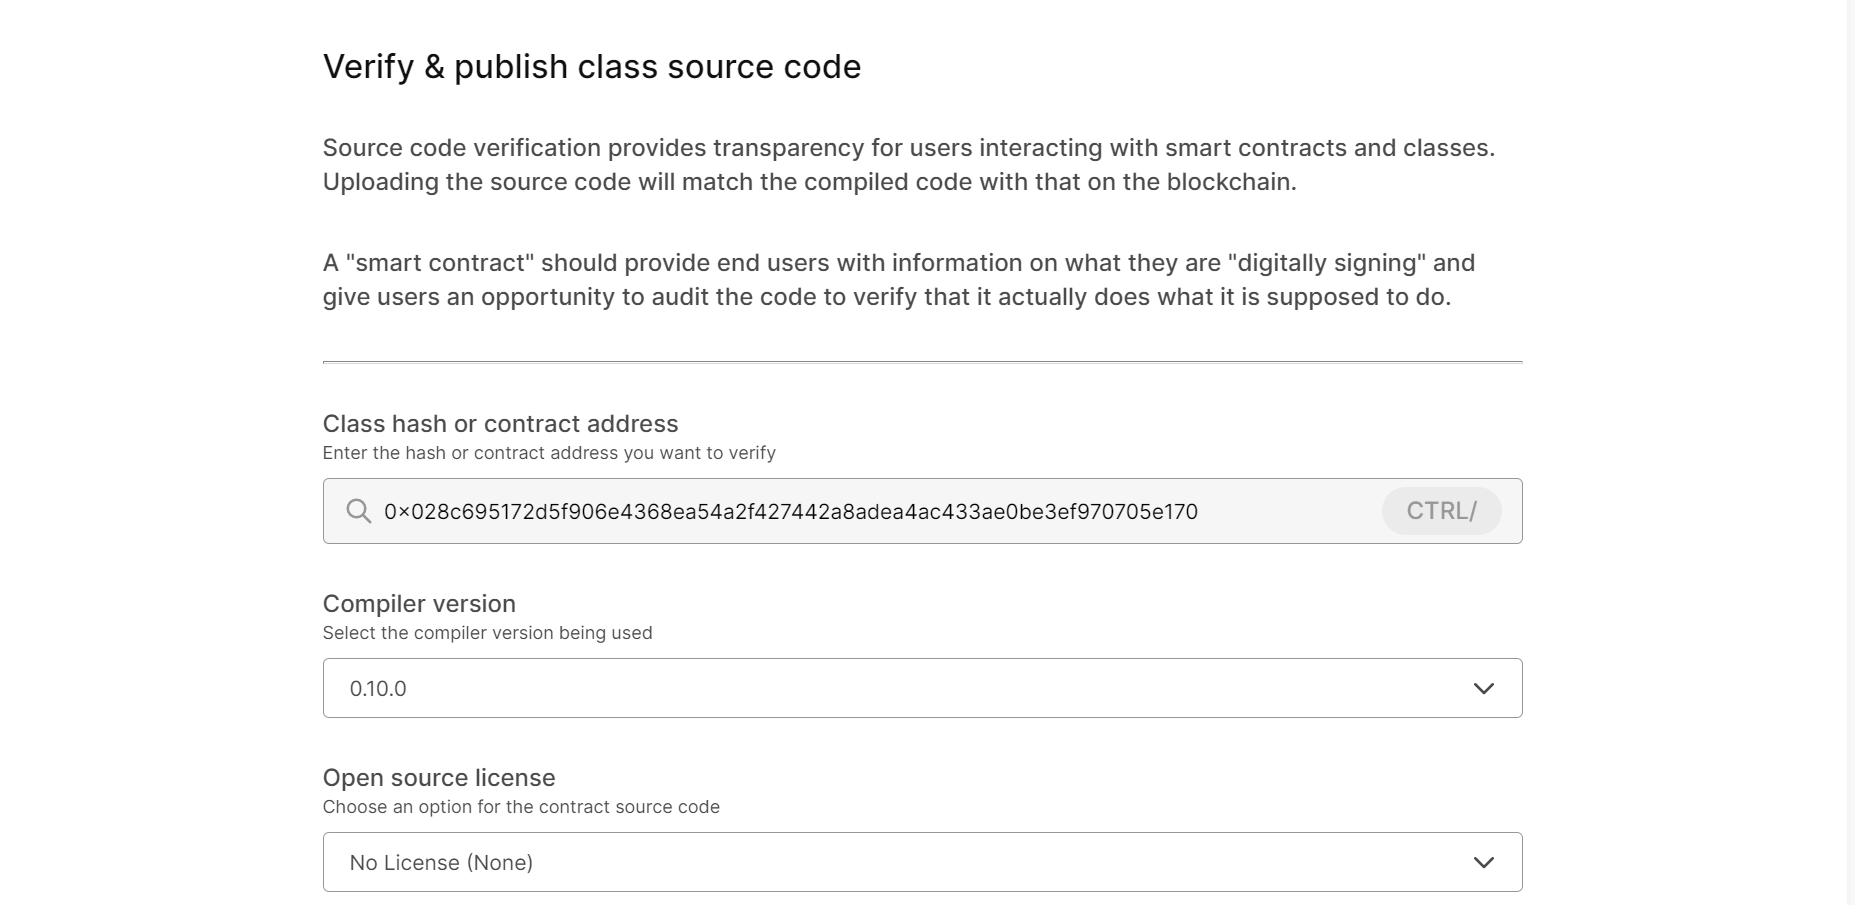 Verify & publish class source code
Source code verification provides transparency for users interacting with smart contracts and classes.
Uploading the source code will match the compiled code with that on the blockchain.
A "smart contract" should provide end users with information on what they are "digitally signing" and
give users an opportunity to audit the code to verify that it actually does what it is supposed to do.
Class hash or contract address
Enter the hash or contract address you want to verify
0x028c695172d5f906e4368ea54a2f427442a8adea4ac433ae0be3ef970705e170
CTRL/
Compiler version
Select the compiler version being used
0.10.0
Open source license
Choose an option for the contract source code
No License (None)